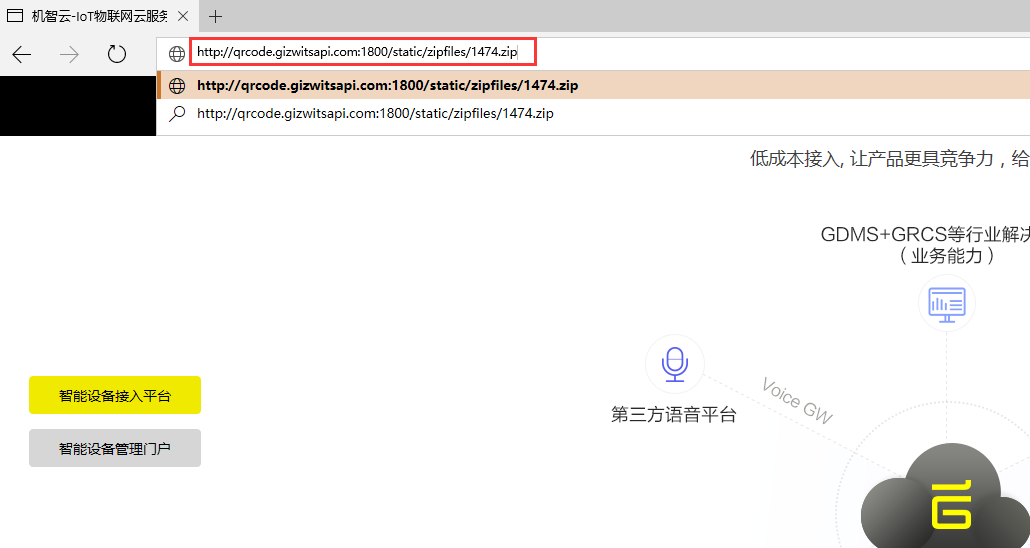 机智云-IoT物联网云服务
http://qrcode.gizwitsapi.com:1800/static/zipfiles/1474.zip
http://qrcode.gizwitsapi.com:1800/static/zipfiles/1474.zip
http://qrcode.gizwitsapi.com:1800/static/zipfiles/1474.zip
低成本接入, 让产品更具竞争力，给
GDMS+GRCS等行业解决
（业务能力）
智能设备接入平台
第三方语音平台
Voice GW
智能设备管理门户